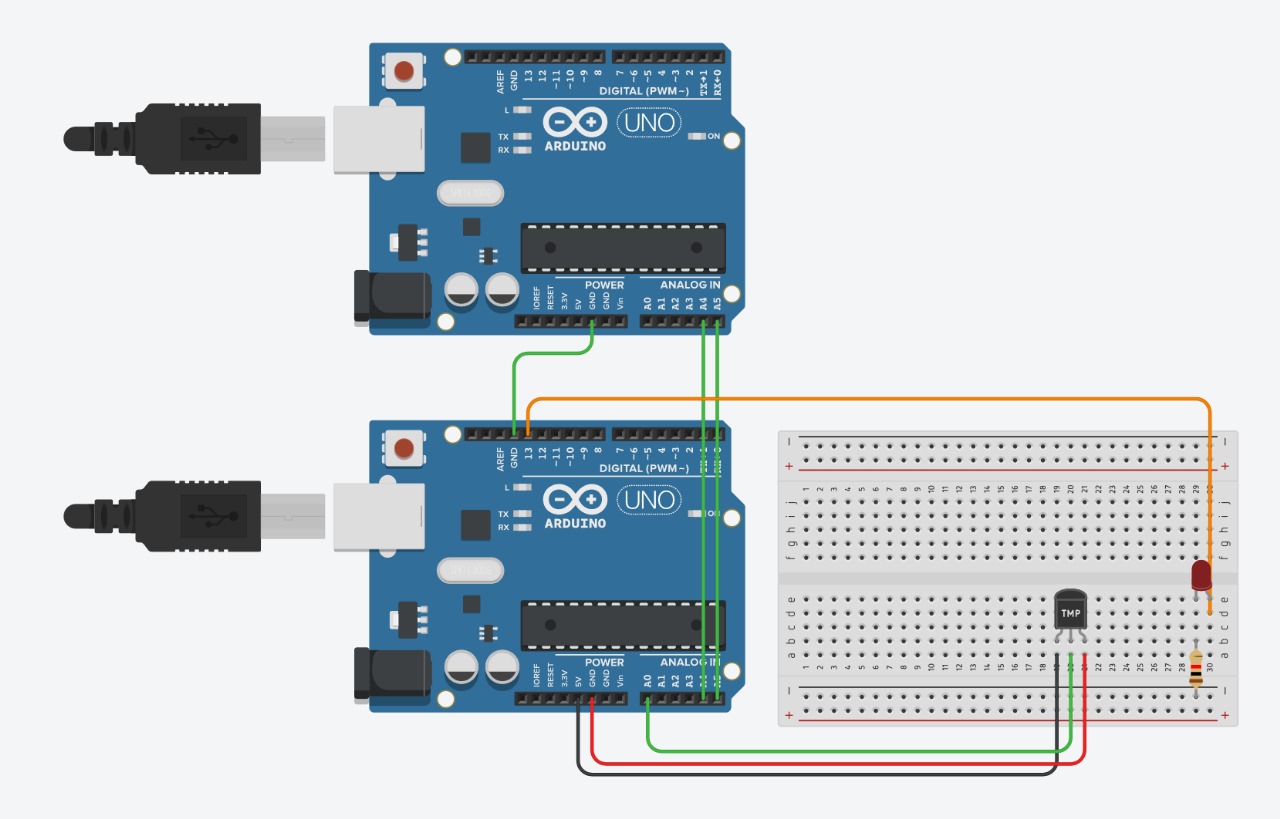 AREF GND 13 12 ~11 ~10 ~9 8 7 ~6 ~5 4 ~3 2 TX→1 RX←0
DIGITAL (PWM~)
L
TX
RX
UNO
ON
ARDUINO
POWER
ANALOG IN
IOREF RESET 3.3V 5V GND GND Vin A0 A1 A2 A3 A4 A5
AREF GND 13 12 ~11 ~10 ~9 8 7 ~6 ~5 4 ~3 2
DIGITAL (PWM~)
L
TX
RX
UNO
ARDUINO
POWER
ANALOG IN
IOREF RESET 3.3V 5V GND GND Vin A0 A1 A2 A3
− −
+ +
1 2 3 4 5 6 7 8 9 10 11 12 13 14 15 16 17 18 19 20 21 22 23 24 25 26 27 28 29
j j
i i
h h
g g
f f
e e
d d
c c
b b
a a
TMP
1 2 3 4 5 6 7 8 9 10 11 12 13 14 15 16 17 18 19 20 21 22 23 24 25 26 27 28 30
− −
+ +